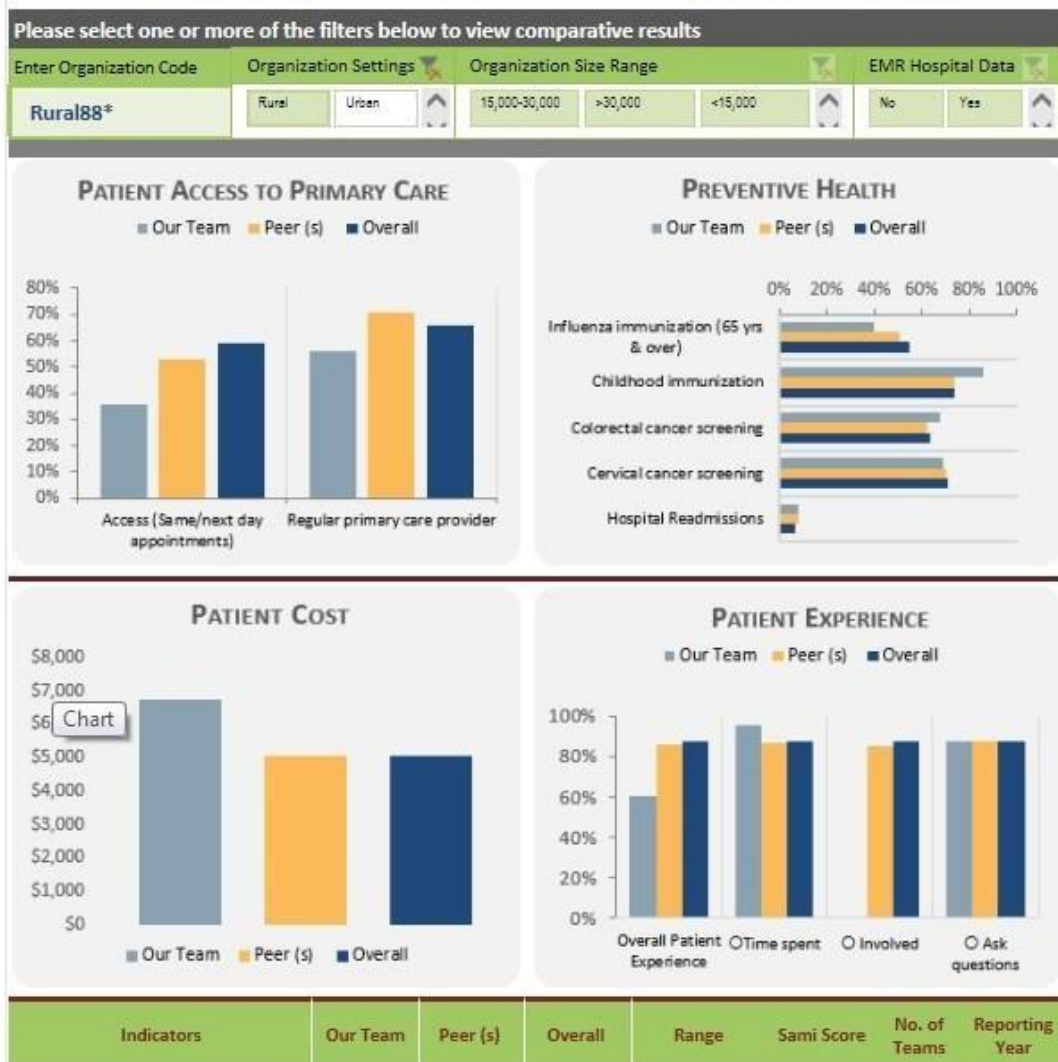 Please select one or more of the filters below to view comparative results
Enter Organization Code
Organization Settings
Organization Size Range
EMR Hospital Data
Rural88*
Rural
Urban
15,000-30,000
>30,000
<15,000
No
Yes
PATIENT ACCESS TO PRIMARY CARE
Our Team Peer (s) Overall
80%
70%
60%
50%
40%
30%
20%
10%
0%
Access (Same/next day
appointments)
Regular primary care provider
PREVENTIVE HEALTH
Our Team Peer (s) Overall
0% 20% 40% 60% 80% 100%
Influenza immunization (65 yrs
& over)
Childhood immunization
Colorectal cancer screening
Cervical cancer screening
Hospital Readmissions
PATIENT COST
$8,000
$7,000
$6
Chart
$5,000
$4,000
$3,000
$2,000
$1,000
$0
Our Team Peer (s) Overall
PATIENT EXPERIENCE
Our Team Peer (s) Overall
100%
80%
60%
40%
20%
0%
Overall Patient
Experience
O Time spent
O Involved
O Ask
questions
Indicators
Our Team
Peer (s)
Overall
Range
Sami Score
No. of
Teams
Reporting
Year